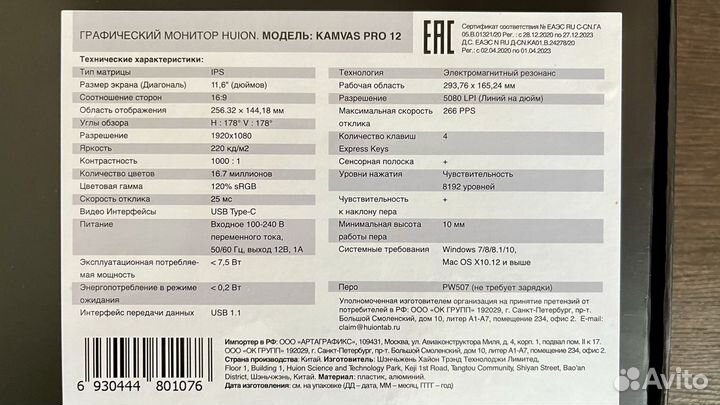 ГРАФИЧЕСКИЙ МОНИТОР HUION. МОДЕЛЬ: KAMVAS PRO 12
EAC
Сертификат соответствия № ЕАЭС RU C-CN.ГА
05.В.01321/20 Рег.: с 28.12.2020 по 27.12.2023
Д.С. ЕАЭС N RU Д-CN.КА01.В.24278/20
Рег.: с 02.04.2020 по 01.04.2023
Технические характеристики:
Тип матрицы IPS
Размер экрана (Диагональ) 11,6" (дюймов)
Соотношение сторон 16:9
Область отображения 256.32 × 144,18 мм
Углы обзора H : 178° V : 178°
Разрешение 1920x1080
Яркость 220 кд/м2
Контрастность 1000 : 1
Количество цветов 16.7 миллионов
Цветовая гамма 120% sRGB
Скорость отклика 25 мс
Видео Интерфейсы USB Type-C
Питание Входное 100-240 В
переменного тока,
50/60 Гц, выход 12В, 1А
Эксплуатационная потребляе- < 7,5 Вт
мая мощность
Энергопотребление в режиме < 0,2 Вт
ожидания
Интерфейс передачи данных USB 1.1
Технология Электромагнитный резонанс
Рабочая область 293,76 × 165,24 мм
Разрешение 5080 LPI (Линий на дюйм)
Максимальная скорость 266 PPS
отклика
Количество клавиш 4
Express Keys
Сенсорная полоска +
Уровни нажатия Чувствительность
8192 уровней
Чувствительность +
к наклону пера
Минимальная высота 10 мм
работы пера
Системные требования Windows 7/8/8.1/10,
Mac OS X10.12 и выше
Перо PW507 (не требует зарядки)
Уполномоченная изготовителем организация на принятие претензий от
потребителей в РФ: ООО "ОК ГРУПП" 192029, г. Санкт-Петербург, пр-т.
Большой Смоленский, дом 10, литер А1-А7, помещение 234, офис 2. E-mail:
claim@huiontab.ru
Импортер в РФ: ООО «АРТАГРАФИКС», 109431, Москва, ул. Авиаконструктора Миля, д. 4, корп. 1, подвал пом. II к 17.
ООО «ОК ГРУПП» 192029, г. Санкт-Петербург, пр-т. Большой Смоленский, дом 10, литер А1-А7, помещение 234, офис 2.
Страна производства: Китай. Изготовитель: Шэньчжень Хайон Трэнд Текнолоджи Лимитед,
Floor 1, Building 1, Huion Science and Technology Park, Keji 1st Road, Tangtou Community, Shiyan Street, Bao'an
District, Шэньчжэнь, Китай. Материал: пластик, алюминий.
Дата изготовления: см. на упаковке (ДД – дата, ММ – месяц, ГГГГ – год)
6 930444 801076
Avito